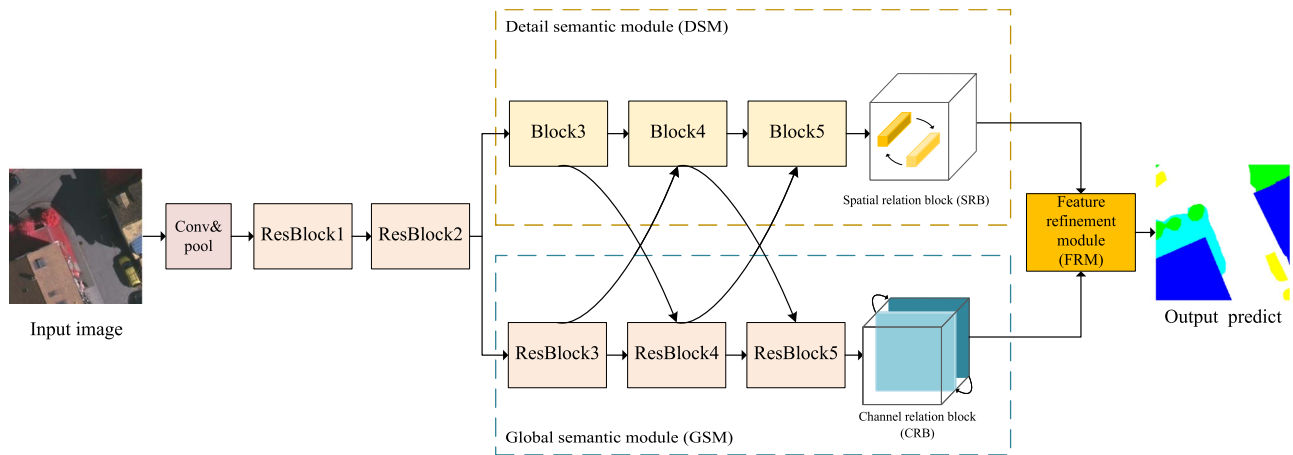 Detail semantic module (DSM)
Block3
Block4
Block5
Spatial relation block (SRB)
Input image
Conv&
pool
ResBlock1
ResBlock2
ResBlock3
ResBlock4
ResBlock5
Channel relation block
(CRB)
Global semantic module (GSM)
Feature
refinement
module
(FRM)
Output predict